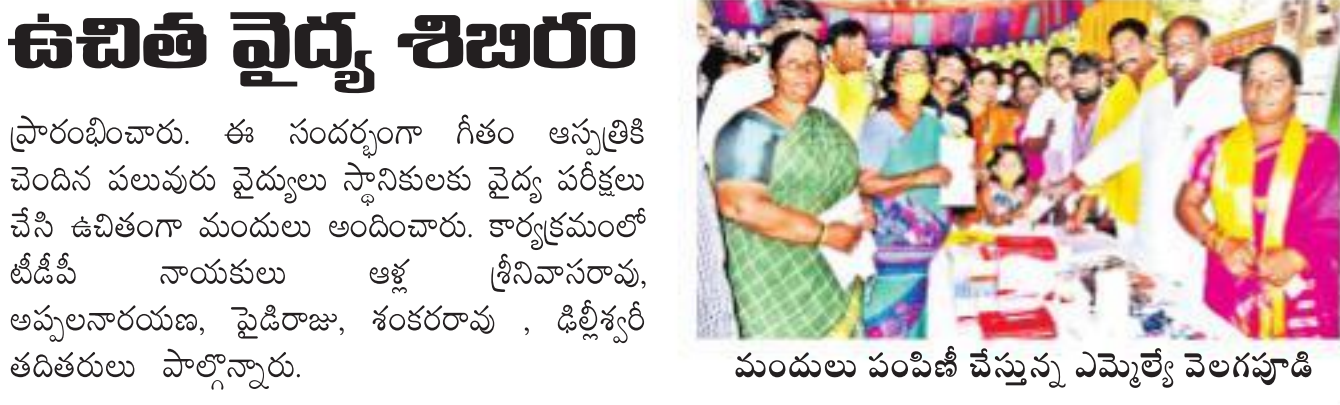 ఉచిత వైద్య శిబిరం
ప్రారంభించారు. ఈ సందర్భంగా గీతం ఆస్పత్రికి
చెందిన పలువురు వైద్యులు స్థానికులకు వైద్య పరీక్షలు
చేసి ఉచితంగా మందులు అందించారు. కార్యక్రమంలో
టీడీపీ నాయకులు ఆళ్ల శ్రీనివాసరావు,
అప్పలనారయణ, పైడిరాజు, శంకరరావు , ఢిల్లీశ్వరీ
తదితరులు పాల్గొన్నారు.
మందులు పంపిణీ చేస్తున్న ఎమ్మెల్యే వెలగపూడి